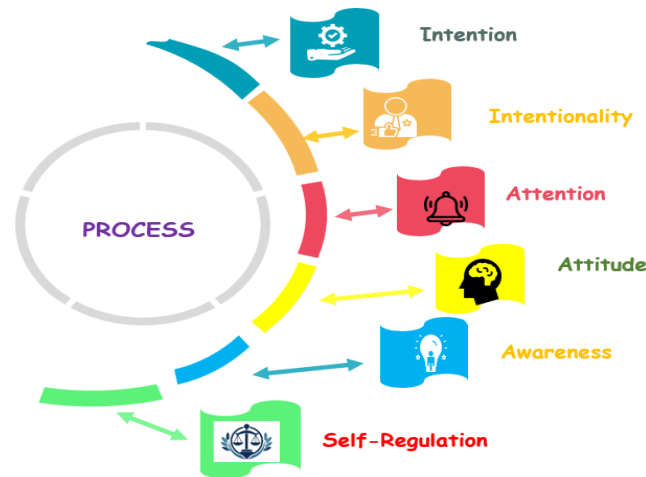 Intention
Intentionality
Attention
PROCESS
Attitude
Awareness
Self-Regulation